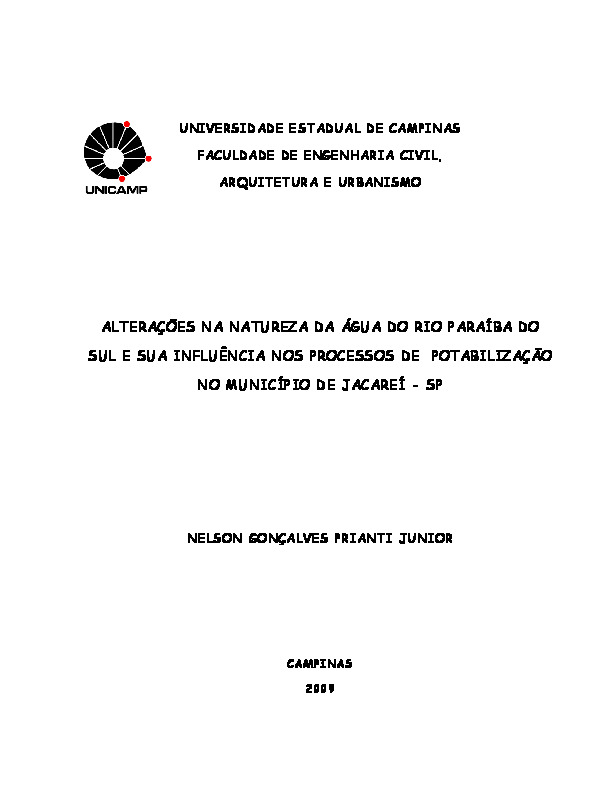 UNIVERSIDADE ESTADUAL DE CAMPINAS
FACULDADE DE ENGENHARIA CIVIL,
ARQUITETURA E URBANISMO
UNICAMP
ALTERAÇÕES NA NATUREZA DA ÁGUA DO RIO PARAÍBA DO
SUL E SUA INFLUÊNCIA NOS PROCESSOS DE POTABILIZAÇÃO
NO MUNICÍPIO DE JACAREÍ - SP
NELSON GONÇALVES PRIANTI JUNIOR
CAMPINAS
2009